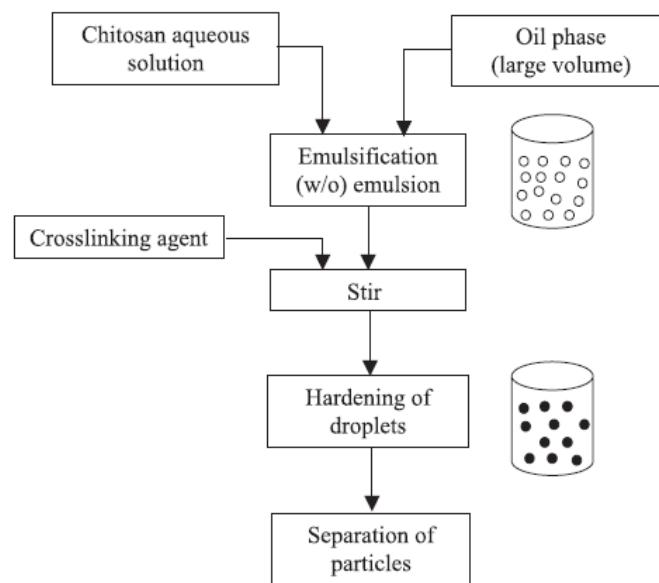 Chitosan aqueous
solution
Oil phase
(large volume)
Emulsification
(w/o) emulsion
Crosslinking agent
Stir
Hardening of
droplets
Separation of
particles